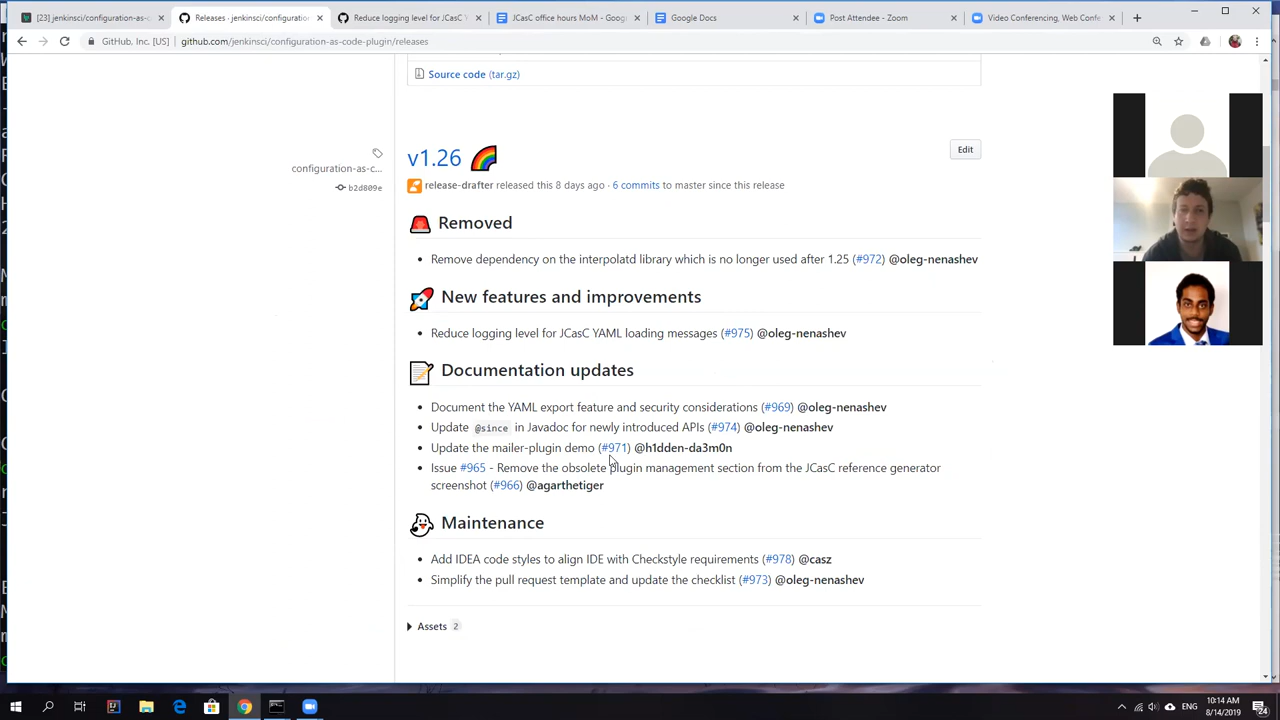 [23] jenkinsci/configuration-as-c
Releases · jenkinsci/configuration
Reduce logging level for JCasC Y
JCasC office hours MoM - Goog
Google Docs
Post Attendee - Zoom
Video Conferencing, Web Confe
GitHub, Inc. [US] | github.com/jenkinsci/configuration-as-code-plugin/releases
Source code (tar.gz)
configuration-as-c...
b2d809e
v1.26
Edit
release-drafter released this 8 days ago · 6 commits to master since this release
Removed
Remove dependency on the interpolatd library which is no longer used after 1.25 (#972) @oleg-nenashev
New features and improvements
Reduce logging level for JCasC YAML loading messages (#975) @oleg-nenashev
Documentation updates
Document the YAML export feature and security considerations (#969) @oleg-nenashev
Update @since in Javadoc for newly introduced APIs (#974) @oleg-nenashev
Update the mailer-plugin demo (#971) @h1dden-da3m0n
Issue #965 - Remove the obsolete plugin management section from the JCasC reference generator
screenshot (#966) @agarthetiger
Maintenance
Add IDEA code styles to align IDE with Checkstyle requirements (#978) @casz
Simplify the pull request template and update the checklist (#973) @oleg-nenashev
Assets 2
ENG
10:14 AM
8/14/2019
24